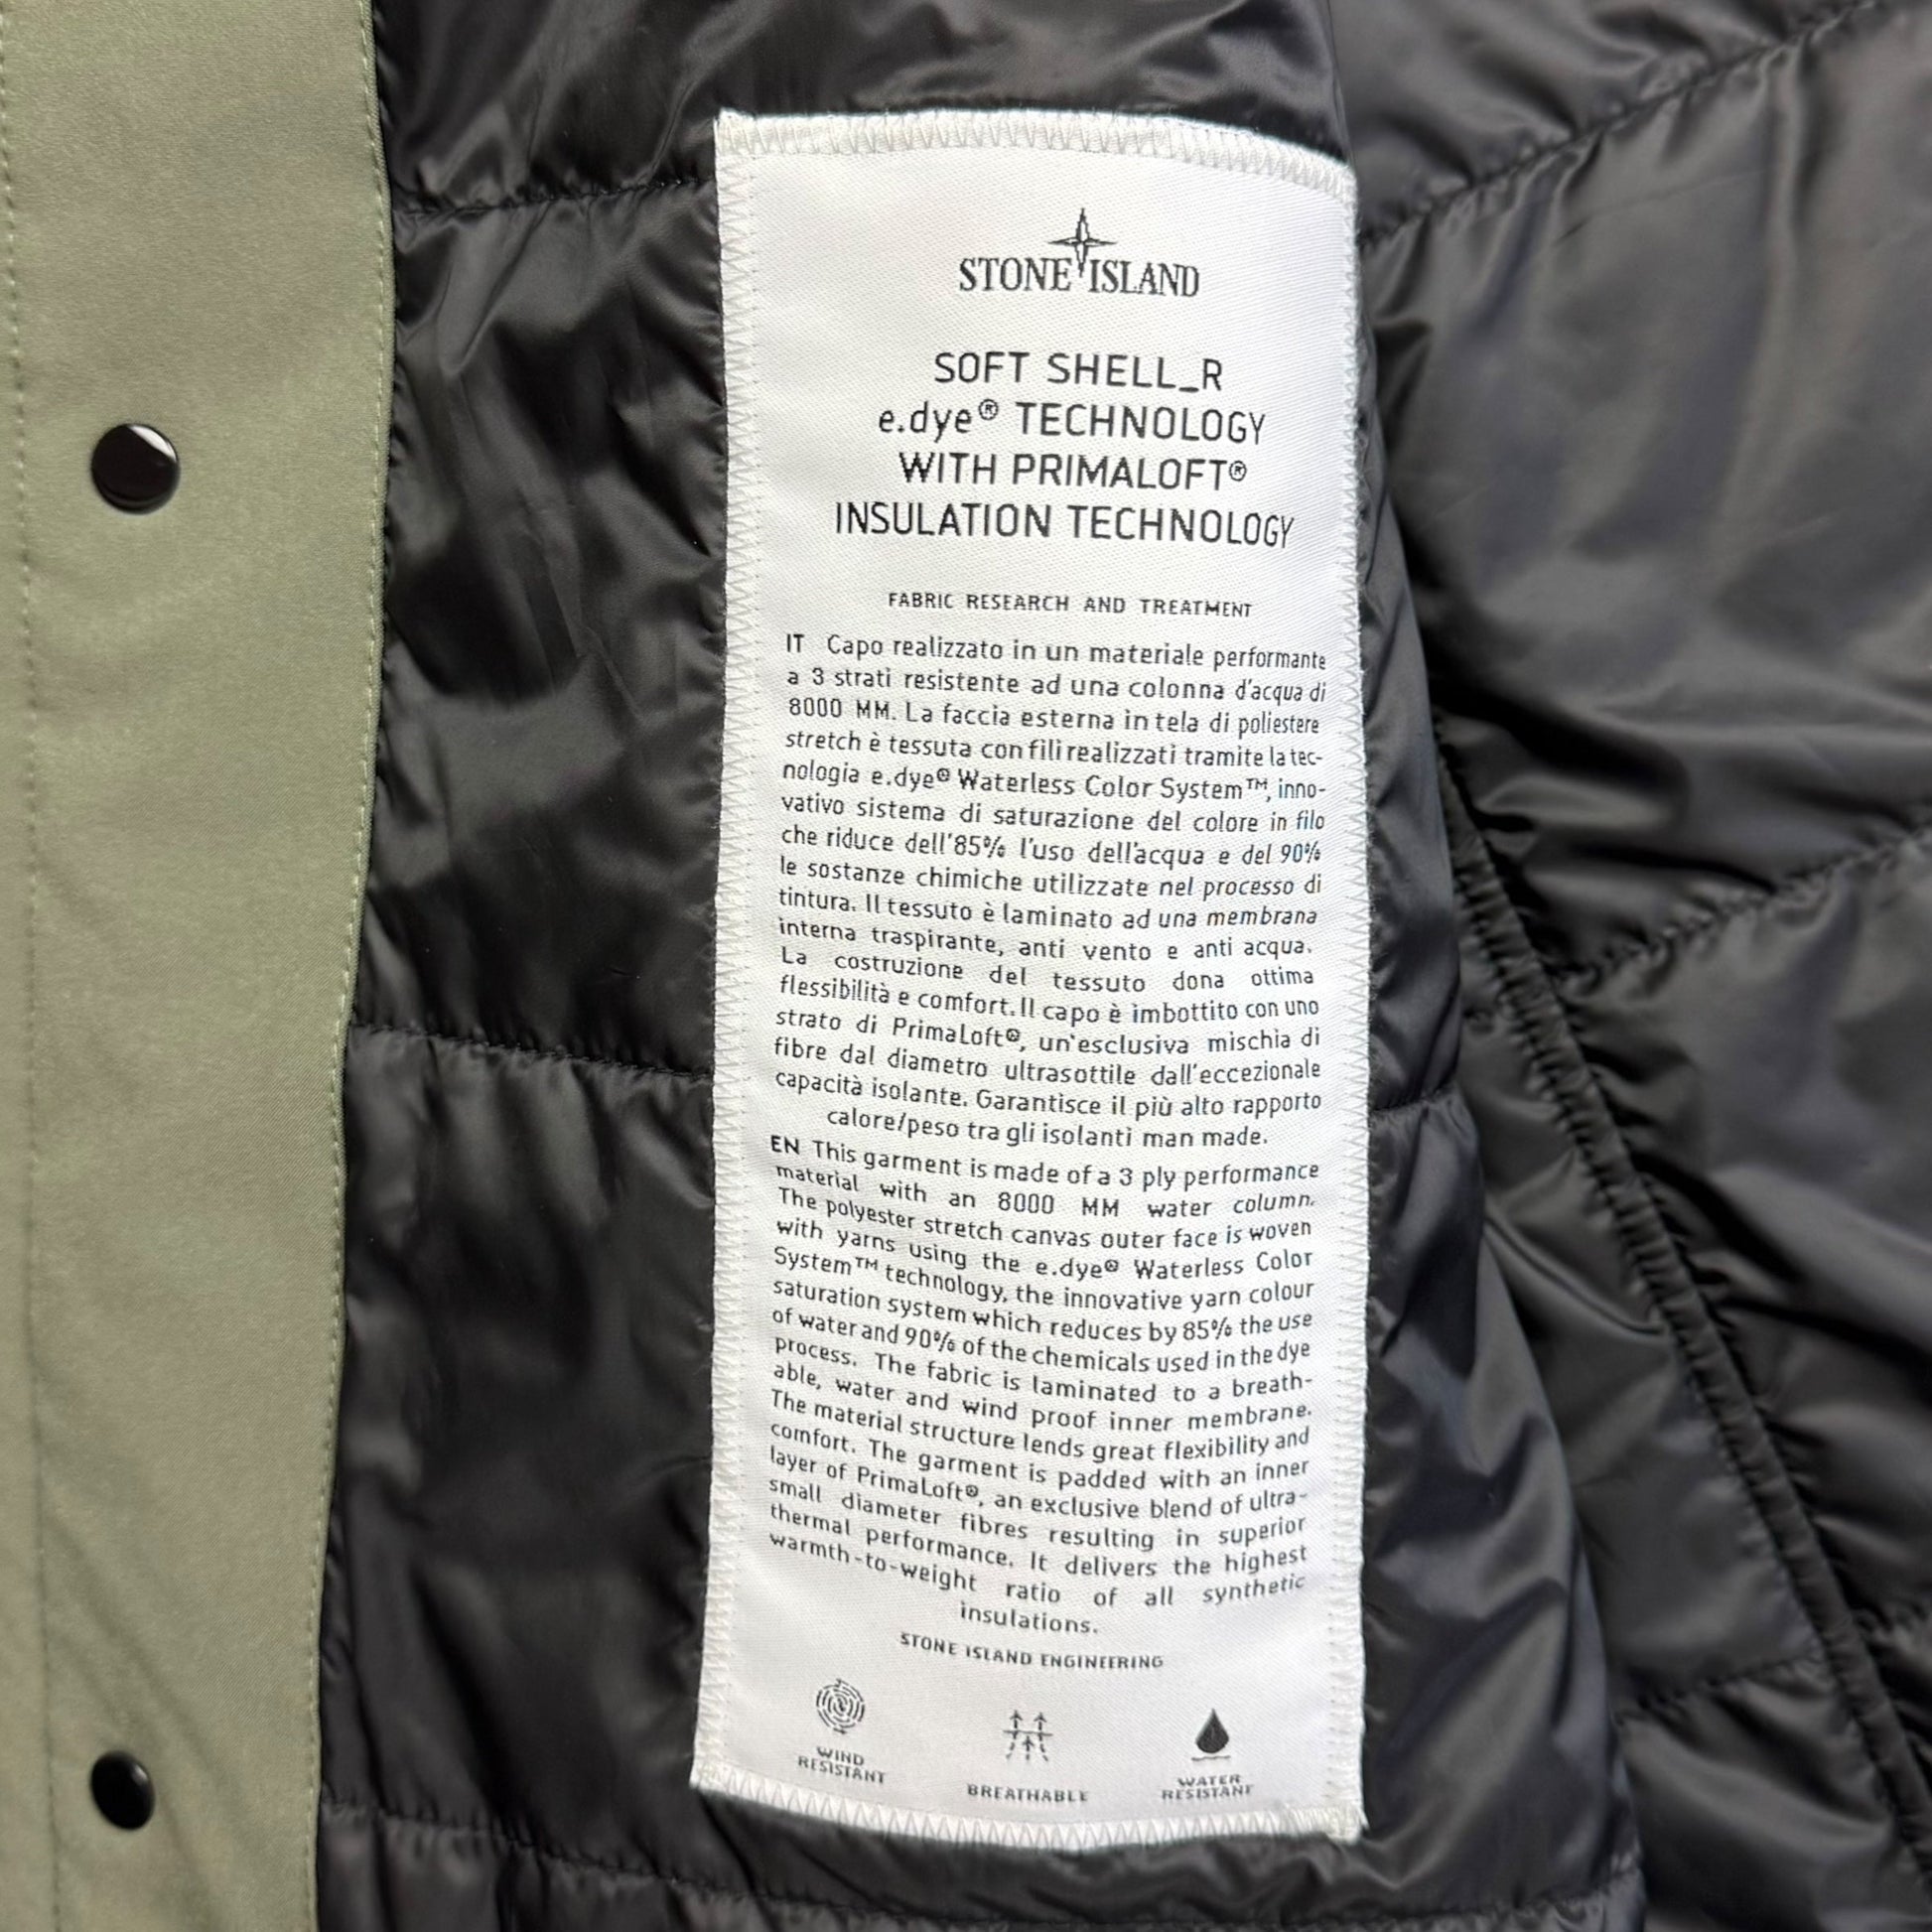 STONE ISLAND
SOFT SHELL_R
e.dye® TECHNOLOGY
WITH PRIMALOFT®
INSULATION TECHNOLOGY
FABRIC RESEARCH AND TREATMENT
IT Capo realizzato in un materiale performante
a 3 strati resistente ad una colonna d'acqua di
8000 MM. La faccia esterna in tela di poliestere
stretch è tessuta con fili realizzati tramite la tec-
nologia e.dye® Waterless Color System™, inno-
vativo sistema di saturazione del colore in filo
che riduce dell'85% l'uso dell'acqua e del 90%
le sostanze chimiche utilizzate nel processo di
tintura. Il tessuto è laminato ad una membrana
interna traspirante, anti vento e anti acqua.
La costruzione del tessuto dona ottima
flessibilità e comfort. Il capo è imbottito con uno
strato di PrimaLoft®, un'esclusiva mischia di
fibre dal diametro ultrasottile dall'eccezionale
capacità isolante. Garantisce il più alto rapporto
calore/peso tra gli isolanti man made.
EN This garment is made of a 3 ply performance
material with an 8000 MM water column.
The polyester stretch canvas outer face is woven
with yarns using the e.dye® Waterless Color
System™ technology, the innovative yarn colour
saturation system which reduces by 85% the use
of water and 90% of the chemicals used in the dye
process. The fabric is laminated to a breath-
able, water and wind proof inner membrane.
The material structure lends great flexibility and
comfort. The garment is padded with an inner
layer of PrimaLoft®, an exclusive blend of ultra-
small diameter fibres resulting in superior
thermal performance. It delivers the highest
warmth-to-weight ratio of all synthetic
insulations.
STONE ISLAND ENGINEERING
WIND
RESISTANT
BREATHABLE
WATER
RESISTANT